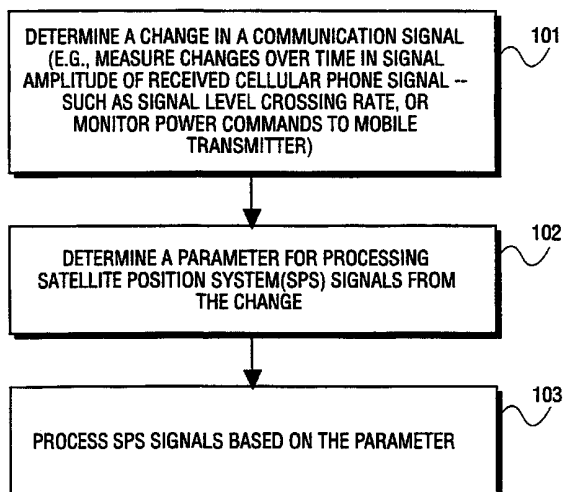 DETERMINE A CHANGE IN A COMMUNICATION SIGNAL
(E.G., MEASURE CHANGES OVER TIME IN SIGNAL
AMPLITUDE OF RECEIVED CELLULAR PHONE SIGNAL --
SUCH AS SIGNAL LEVEL CROSSING RATE, OR
MONITOR POWER COMMANDS TO MOBILE
TRANSMITTER)
101
DETERMINE A PARAMETER FOR PROCESSING
SATELLITE POSITION SYSTEM(SPS) SIGNALS FROM
THE CHANGE
102
PROCESS SPS SIGNALS BASED ON THE PARAMETER
103